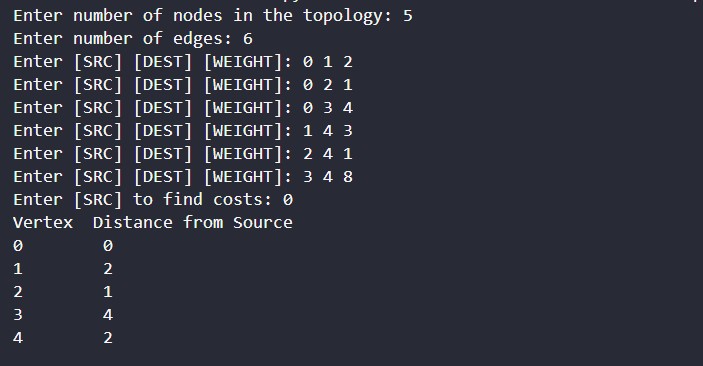 Enter number of nodes in the topology: 5
Enter number of edges: 6
Enter [SRC] [DEST] [WEIGHT]: 0 1 2
Enter [SRC] [DEST] [WEIGHT]: 0 2 1
Enter [SRC] [DEST] [WEIGHT]: 0 3 4
Enter [SRC] [DEST] [WEIGHT]: 1 4 3
Enter [SRC] [DEST] [WEIGHT]: 2 4 1
Enter [SRC] [DEST] [WEIGHT]: 3 4 8
Enter [SRC] to find costs: 0
Vertex  Distance from Source
0        0
1        2
2        1
3        4
4        2